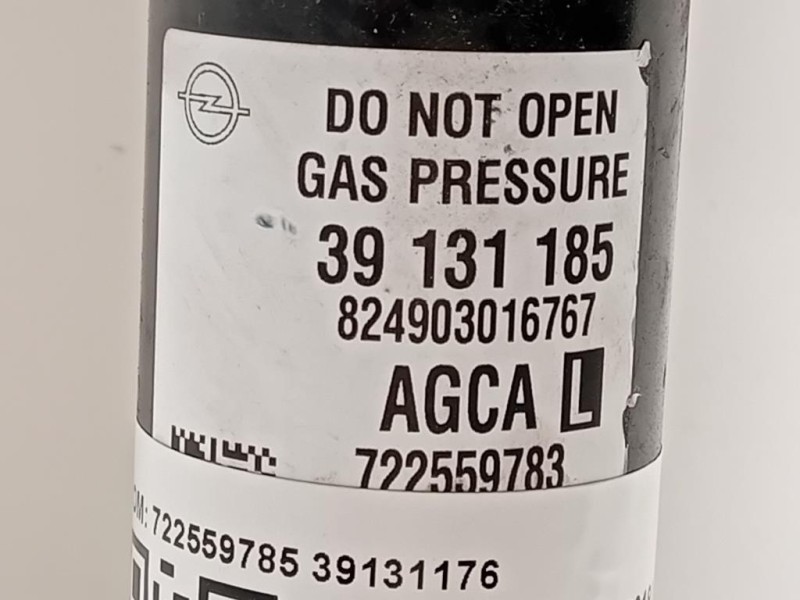 DO NOT OPEN
GAS PRESSURE
39 131 185
824903016767
AGCA L
722559783
722559785 39131176